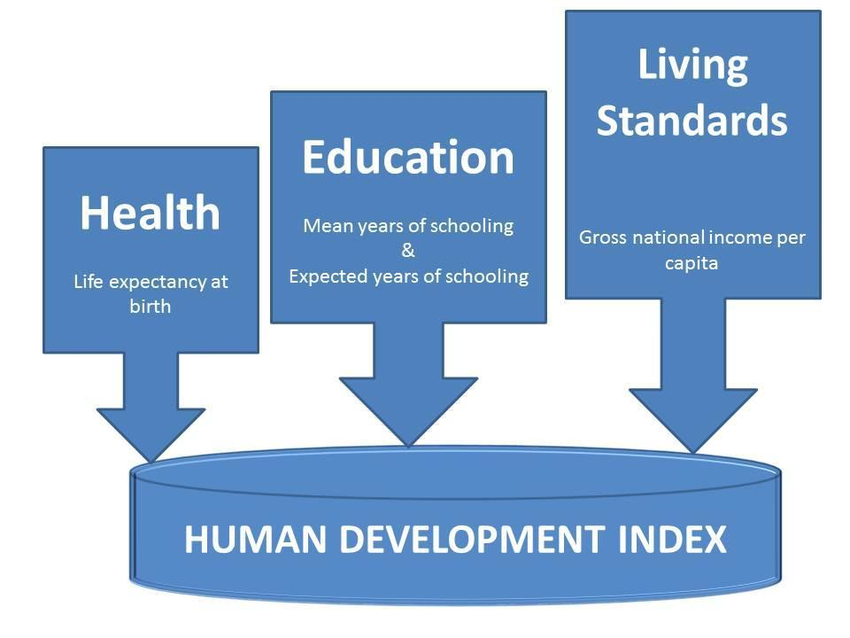 Health
Life expectancy at
birth
Education
Mean years of schooling
&
Expected years of schooling
Living
Standards
Gross national income per
capita
HUMAN DEVELOPMENT INDEX